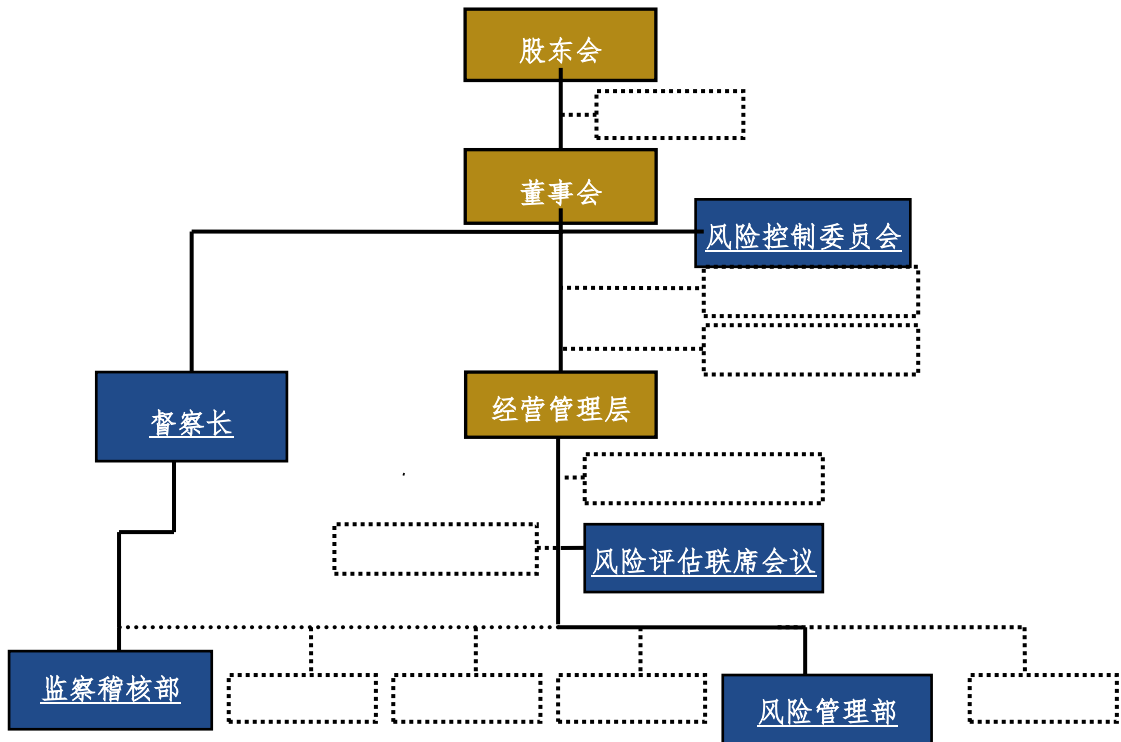 股东会
董事会
风险控制委员会
经营管理层
督察长
风险评估联席会议
监察稽核部
风险管理部